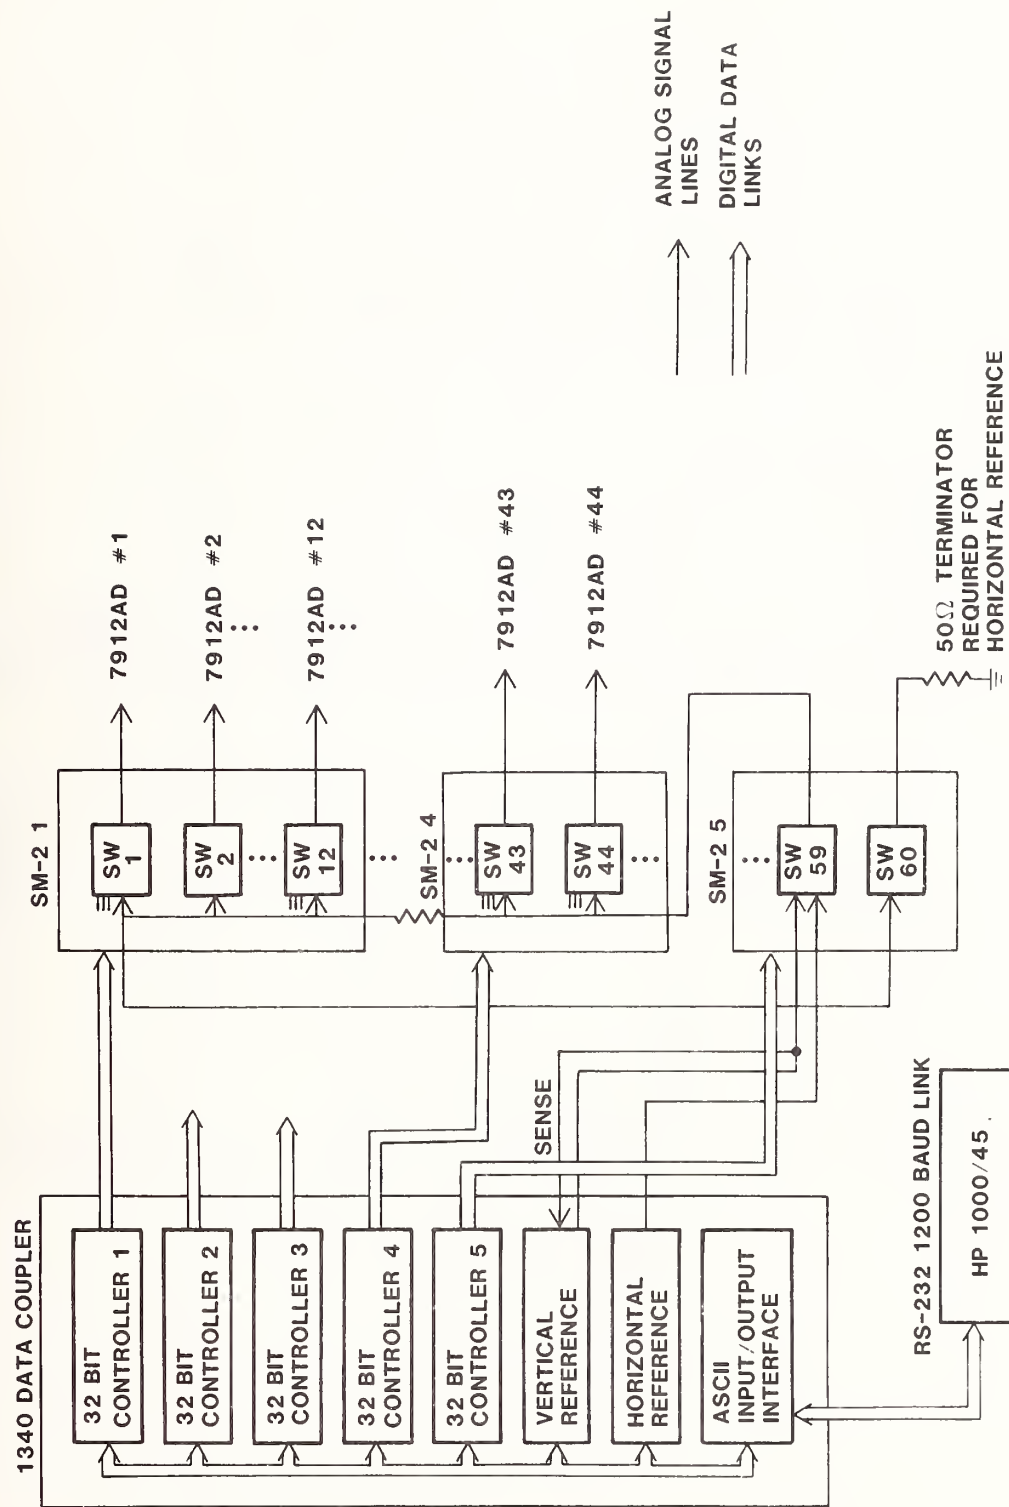 1340 DATA COUPLER
32 BIT
CONTROLLER 1
32 BIT
CONTROLLER 2
32 BIT
CONTROLLER 3
32 BIT
CONTROLLER 4
32 BIT
CONTROLLER 5
VERTICAL
REFERENCE
HORIZONTAL
REFERENCE
ASCII
INPUT/OUTPUT
INTERFACE
SENSE
RS-232 1200 BAUD LINK
HP 1000/45
SM-2 1
SW
1
SW
2
SW
12
SM-2 4
SW
43
SW
44
SM-2 5
SW
59
SW
60
7912AD #1
7912AD #2
7912AD #12
7912AD #43
7912AD #44
50Ω TERMINATOR
REQUIRED FOR
HORIZONTAL REFERENCE
ANALOG SIGNAL
LINES
DIGITAL DATA
LINKS